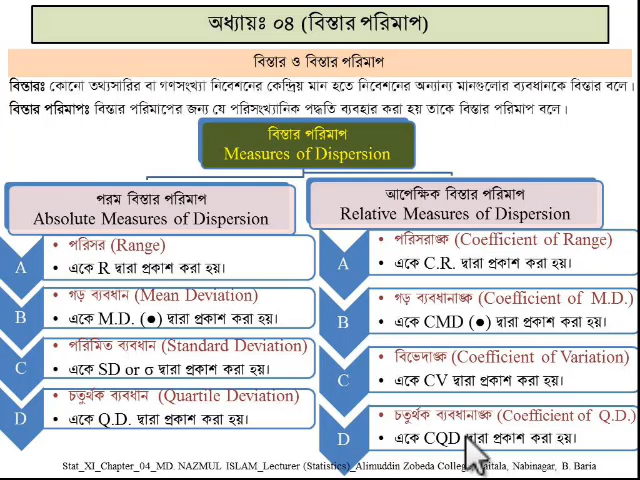 অধ্যায়ঃ ০৪ (বিস্তার পরিমাপ)
বিস্তার ও বিস্তার পরিমাপ
বিস্তারঃ কোনো তথ্যসারির বা গণসংখ্যা নিবেশনের কেন্দ্রিয় মান হতে নিবেশনের অন্যান্য মানগুলোর ব্যবধানকে বিস্তার বলে।
বিস্তার পরিমাপঃ বিস্তার পরিমাপের জন্য যে পরিসংখ্যানিক পদ্ধতি ব্যবহার করা হয় তাকে বিস্তার পরিমাপ বলে।
বিস্তার পরিমাপ
Measures of Dispersion
পরম বিস্তার পরিমাপ
Absolute Measures of Dispersion
A
• পরিসর (Range)
• একে R দ্বারা প্রকাশ করা হয়।
B
• গড় ব্যবধান (Mean Deviation)
• একে M.D. (●) দ্বারা প্রকাশ করা হয়।
C
• পরিমিত ব্যবধান (Standard Deviation)
• একে SD or σ দ্বারা প্রকাশ করা হয়।
D
• চতুর্থক ব্যবধান (Quartile Deviation)
• একে Q.D. দ্বারা প্রকাশ করা হয়।
আপেক্ষিক বিস্তার পরিমাপ
Relative Measures of Dispersion
A
• পরিসরাঙ্ক (Coefficient of Range)
• একে C.R. দ্বারা প্রকাশ করা হয়।
B
• গড় ব্যবধানাঙ্ক (Coefficient of M.D.)
• একে CMD (●) দ্বারা প্রকাশ করা হয়।
C
• বিভেদাঙ্ক (Coefficient of Variation)
• একে CV দ্বারা প্রকাশ করা হয়।
D
• চতুর্থক ব্যবধানাঙ্ক (Coefficient of Q.D.)
• একে CQD দ্বারা প্রকাশ করা হয়।
Stat_XI_Chapter_04_MD. NAZMUL ISLAM_Lecturer (Statistics)_Alimuddin Zobeda College, Nabinagar, B. Baria